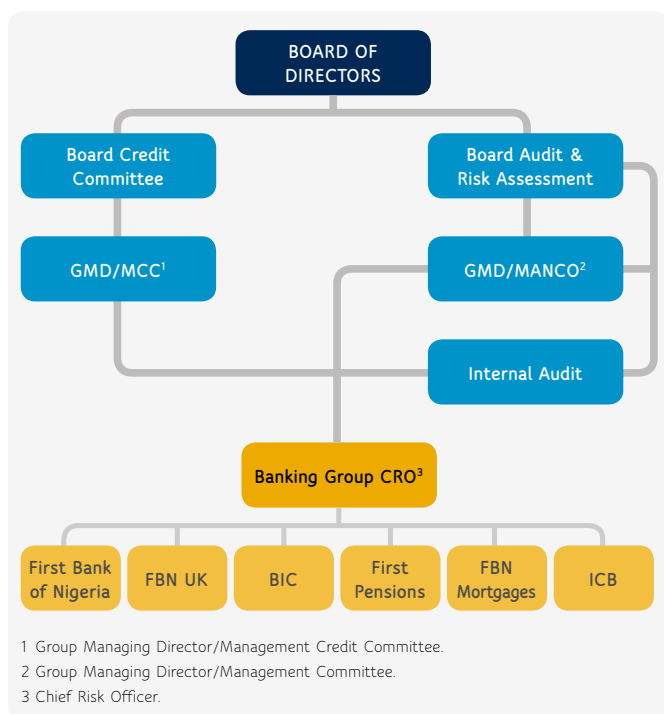 BOARD OF
DIRECTORS
Board Credit
Committee
Board Audit &
Risk Assessment
GMD/MCC¹
GMD/MANCO²
Internal Audit
Banking Group CRO³
First Bank
of Nigeria
FBN UK
BIC
First
Pensions
FBN
Mortgages
ICB
1 Group Managing Director/Management Credit Committee.
2 Group Managing Director/Management Committee.
3 Chief Risk Officer.